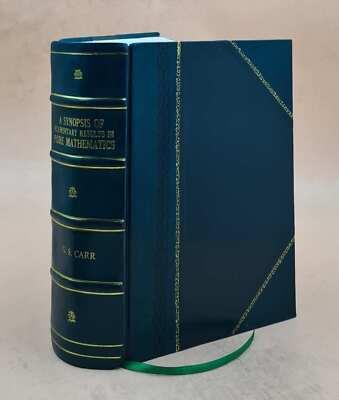 A SYNOPSIS OF
ELEMENTARY RESULTS IN
PURE MATHEMATICS
G. S. CARR